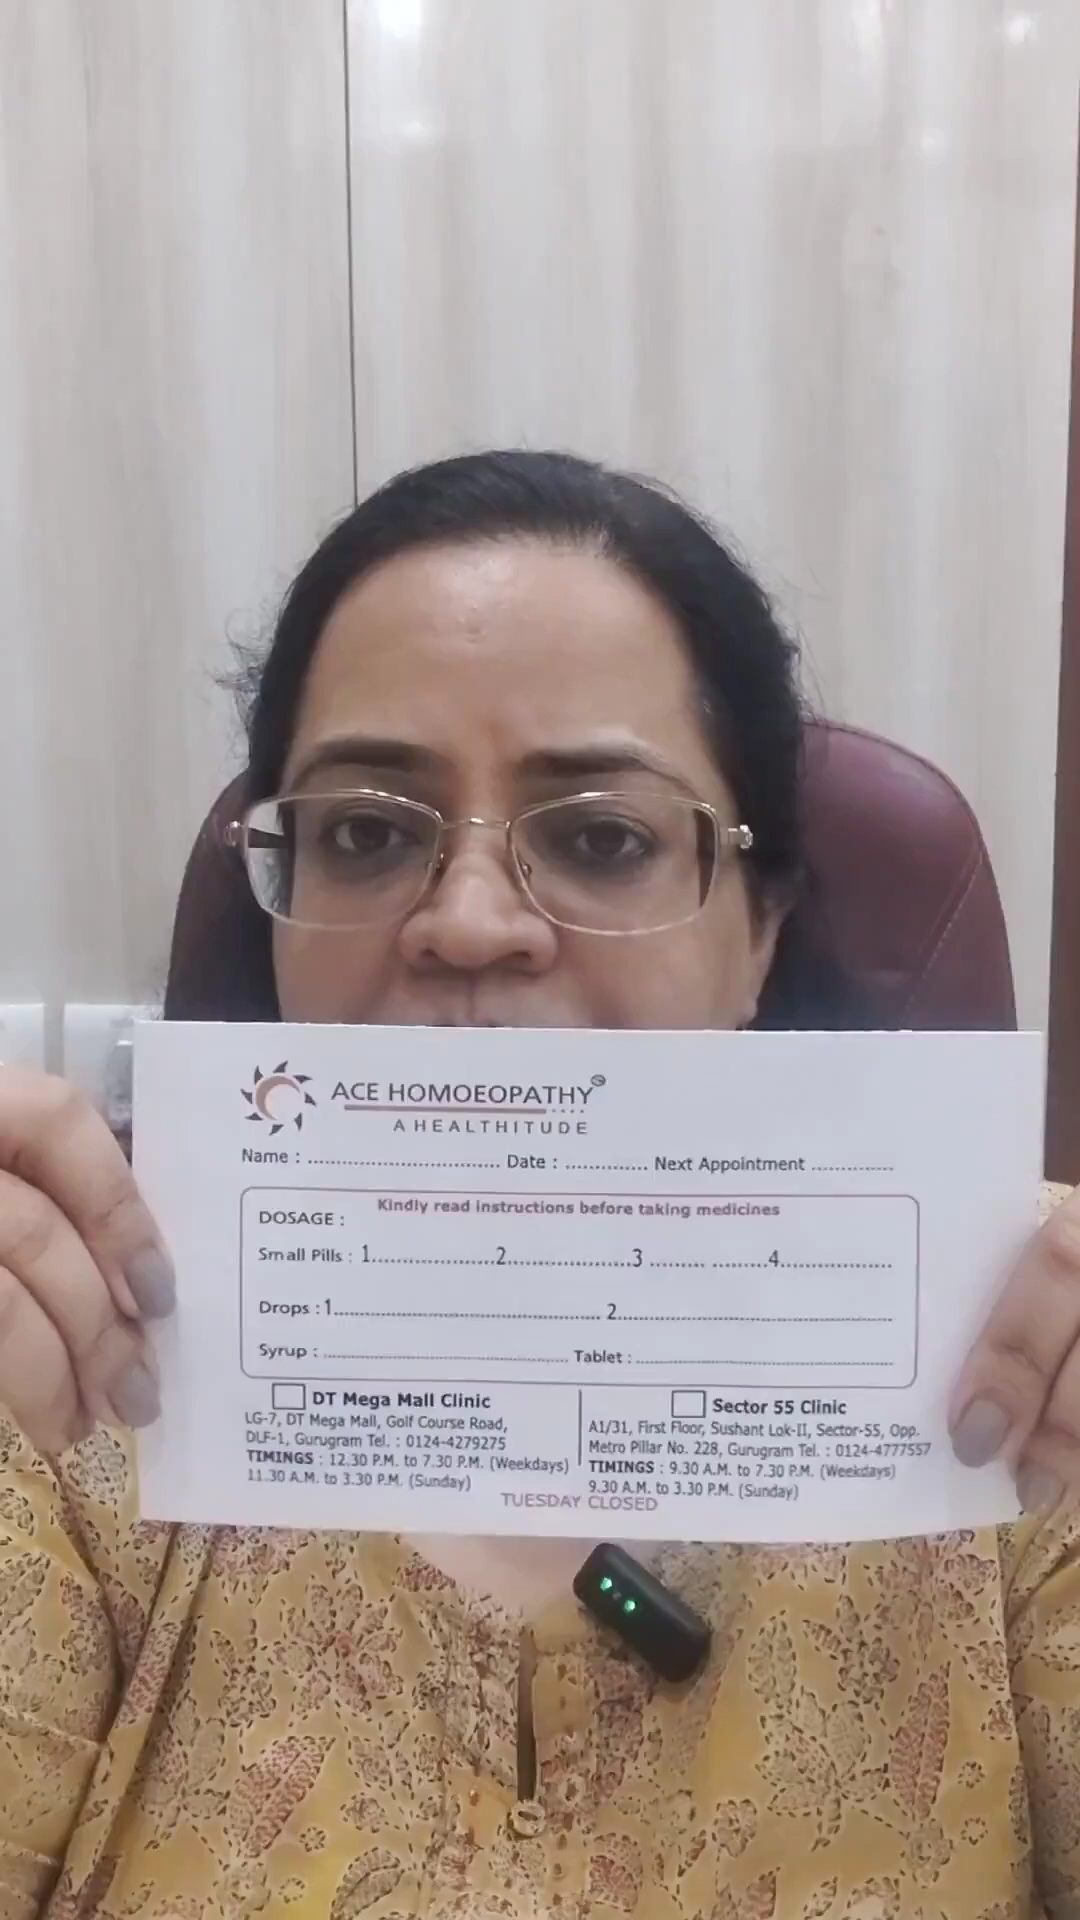 ACE HOMOEOPATHY
A HEALTHITUDE
Name : ................................. Date : .............. Next Appointment ..............
Kindly read instructions before taking medicines
DOSAGE :
Small Pills : 1......................2......................3 ......... .........4....................
Drops : 1................................................ 2................................................
Syrup : ............................................ Tablet : ............................................
DT Mega Mall Clinic
LG-7, DT Mega Mall, Golf Course Road,
DLF-1, Gurugram Tel. : 0124-4279275
TIMINGS : 12.30 P.M. to 7.30 P.M. (Weekdays)
11.30 A.M. to 3.30 P.M. (Sunday)
Sector 55 Clinic
A1/31, First Floor, Sushant Lok-II, Sector-55, Opp.
Metro Pillar No. 228, Gurugram Tel. : 0124-4777557
TIMINGS : 9.30 A.M. to 7.30 P.M. (Weekdays)
9.30 A.M. to 3.30 P.M. (Sunday)
TUESDAY CLOSED